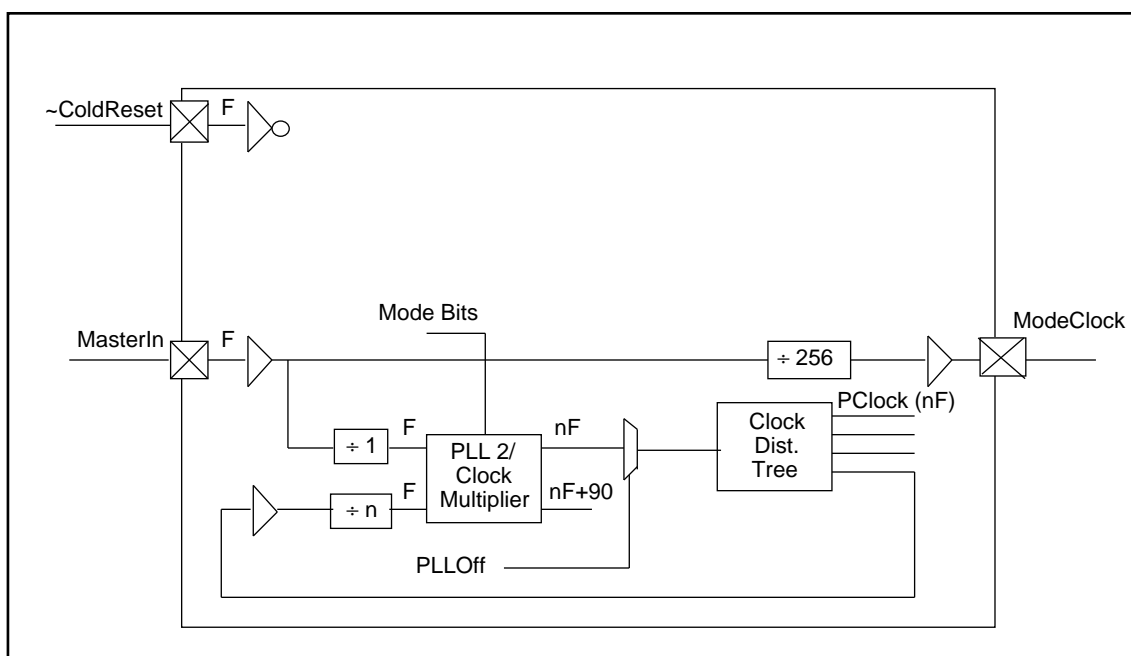 ~ColdReset
F
Mode Bits
MasterIn
F
÷ 256
ModeClock
PClock (nF)
÷ 1
F
PLL 2/
Clock
Multiplier
nF
Clock
Dist.
Tree
÷ n
F
nF+90
PLLOff